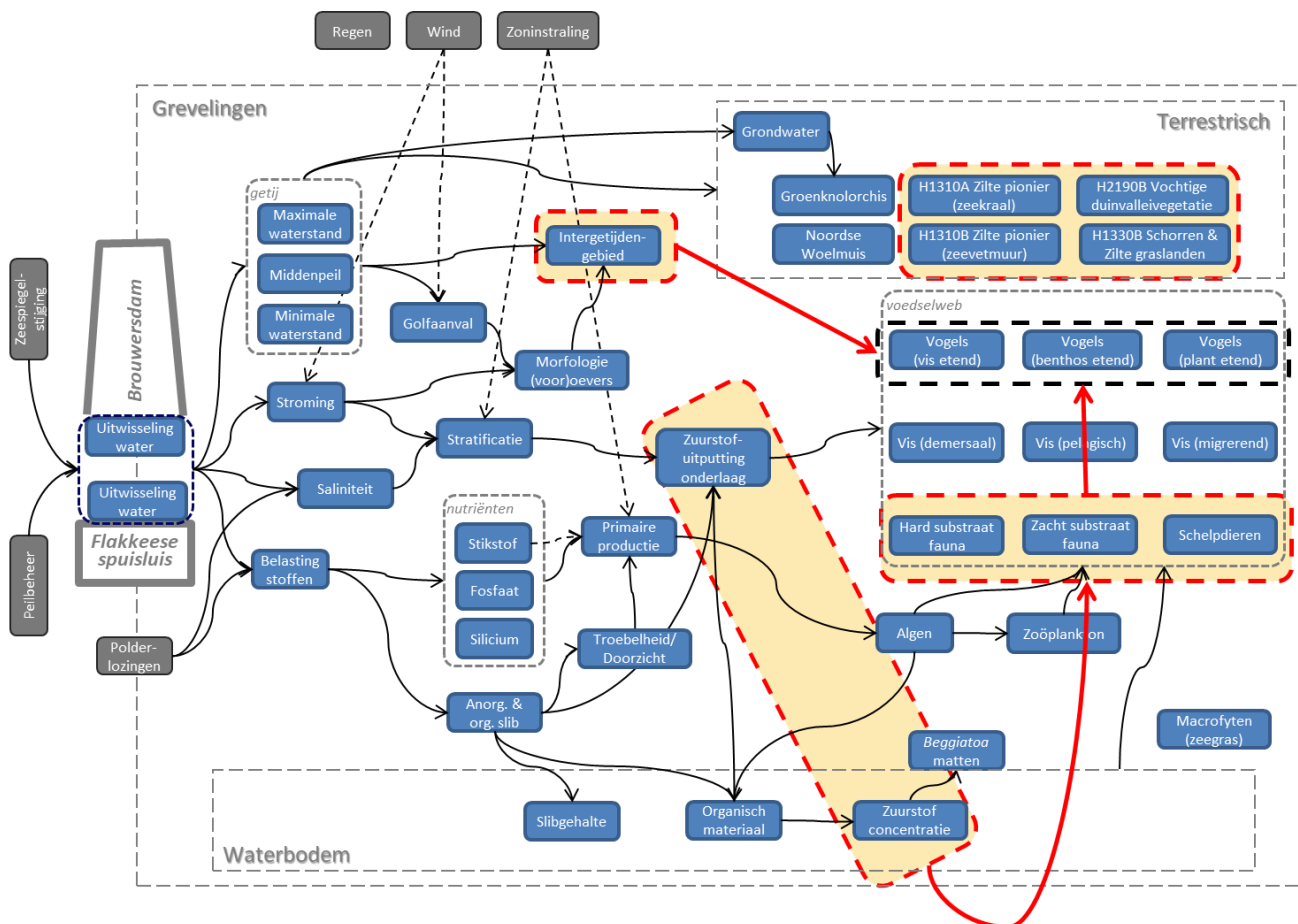 Regen
Wind
Zoninstraling
Grevelingen
Terrestrisch
Grondwater
Groenknolorchis
H1310A Zilte pionier
(zeekraal)
H2190B Vochtige
duinvalleivegetatie
Noordse
Woelmuis
H1310B Zilte pionier
(zeevetmuur)
H1330B Schorren &
Zilte graslanden
getij
Maximale
waterstand
Middenpeil
Minimale
waterstand
Intergetijden-
gebied
Zeespiegel-
stijging
Brouwersdam
Golfaanval
Morfologie
(voor)oevers
voedselweb
Vogels
(vis etend)
Vogels
(benthos etend)
Vogels
(plant etend)
Stroming
Uitwisseling
water
Stratificatie
Zuurstof-
uitputting
onderlaag
Vis (demersaal)
Vis (pelagisch)
Vis (migrerend)
Uitwisseling
water
Saliniteit
nutriënten
Stikstof
Fosfaat
Silicium
Primaire
productie
Hard substraat
fauna
Zacht substraat
fauna
Schelpdieren
Flakkeese
spuisluis
Peilbeheer
Belasting
stoffen
Polder-
lozingen
Troebelheid/
Doorzicht
Algen
Zoöplankton
Anorg. &
org. slib
Macrofyten
(zeegras)
Beggiatoa
matten
Slibgehalte
Organisch
materiaal
Zuurstof
concentratie
Waterbodem